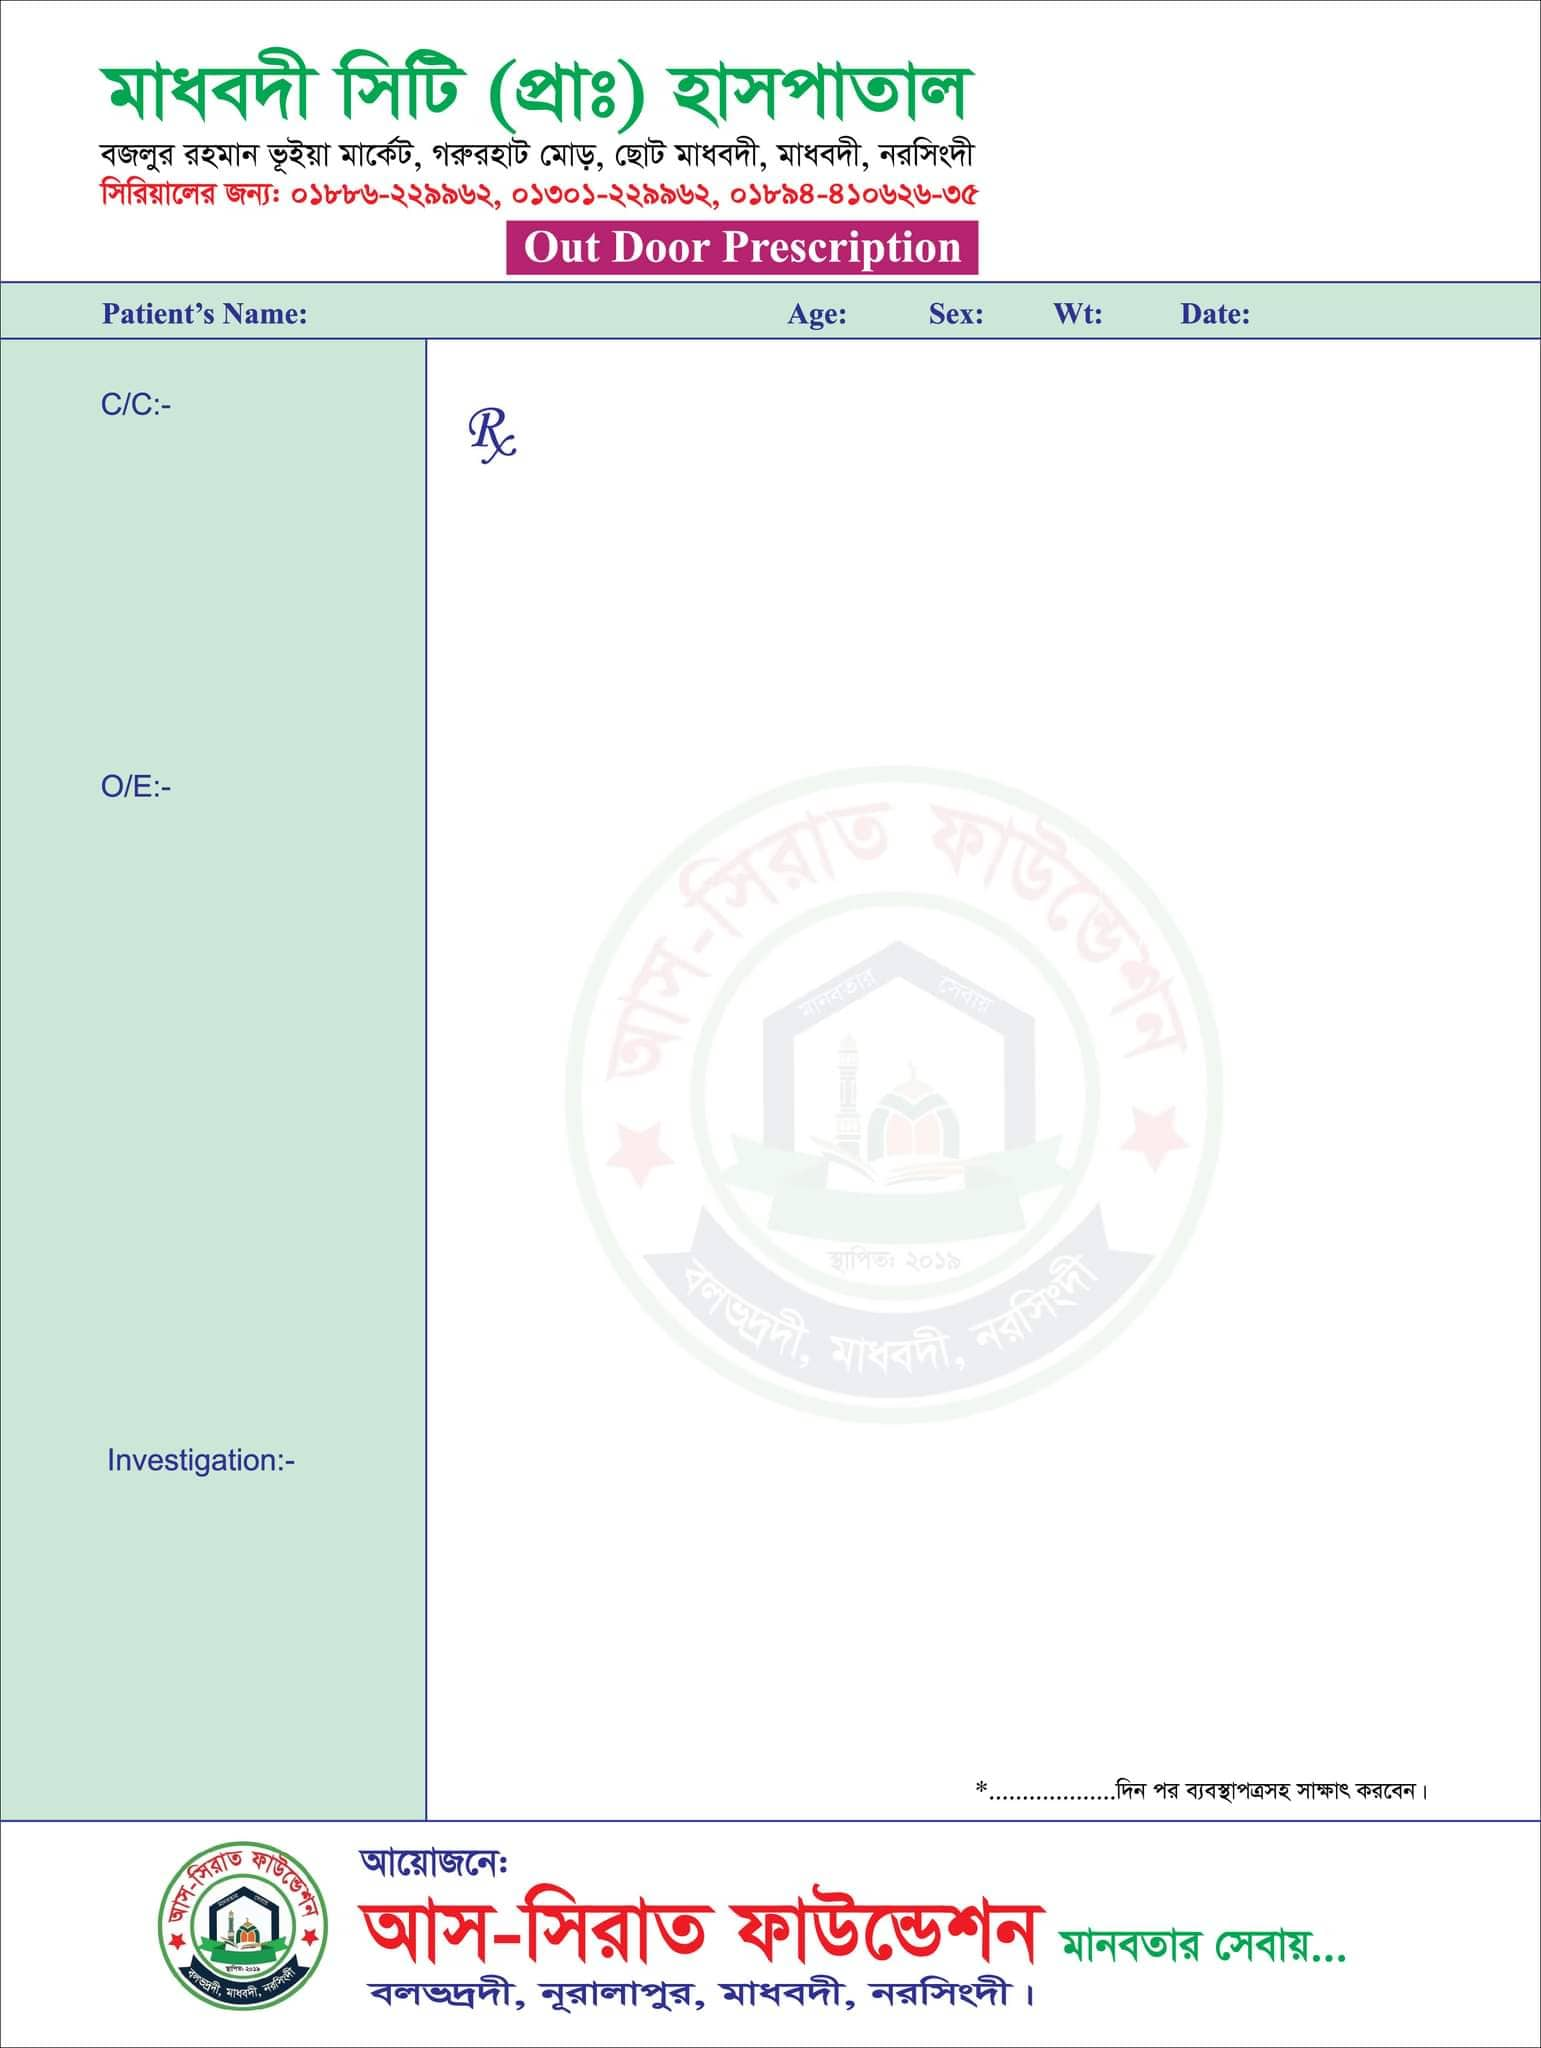 মাধবদী সিটি (প্রাঃ) হাসপাতাল
বজলুর রহমান ভূইয়া মার্কেট, গরুরহাট মোড়, ছোট মাধবদী, মাধবদী, নরসিংদী
সিরিয়ালের জন্য: ০১৮৮৬-২২৯৯৬২, ০১৩০১-২২৯৯৬২, ০১৮৯৪-৪১০৬২৬-৩৫
Out Door Prescription
Patient’s Name: Age: Sex: Wt: Date:
C/C:-
℞
O/E:-
আস-সিরাত ফাউন্ডেশন
মানবতার সেবায়
স্থাপিতঃ ২০১৯
বলভদ্রদী, মাধবদী, নরসিংদী
Investigation:-
*...................দিন পর ব্যবস্থাপত্রসহ সাক্ষাৎ করবেন।
আস-সিরাত ফাউন্ডেশন
মানবতার সেবায়
স্থাপিতঃ ২০১৯
বলভদ্রদী, মাধবদী, নরসিংদী
আয়োজনে:
আস-সিরাত ফাউন্ডেশন মানবতার সেবায়...
বলভদ্রদী, নূরালাপুর, মাধবদী, নরসিংদী।